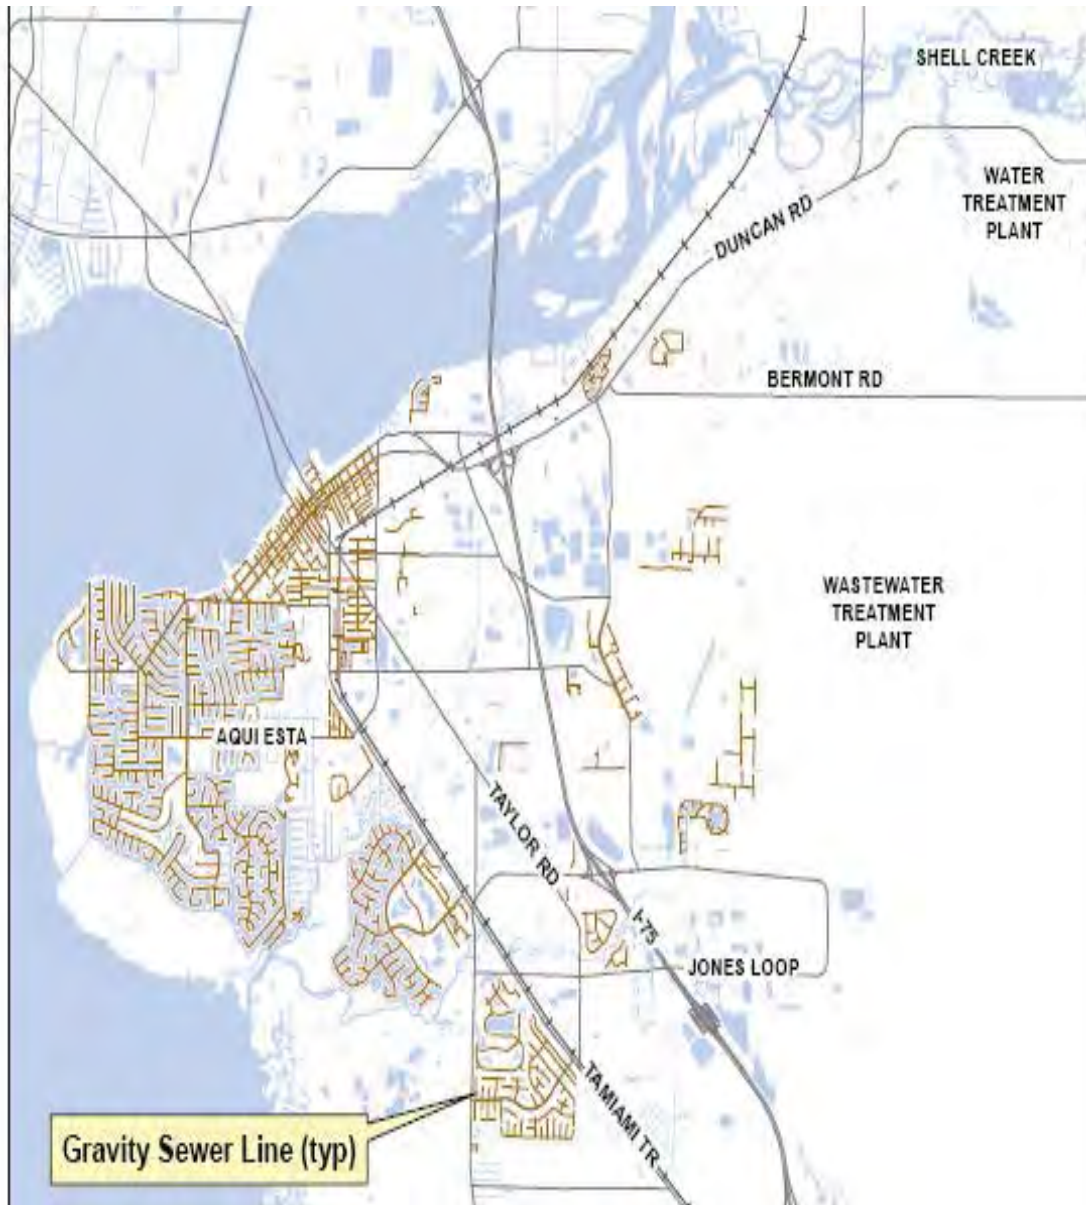 SHELL CREEK
WATER
TREATMENT
PLANT
DUNCAN RD
BERMONT RD
WASTEWATER
TREATMENT
PLANT
AQUI ESTA
TAYLOR RD
I-75
JONES LOOP
TAMIAMI TR
Gravity Sewer Line (typ)